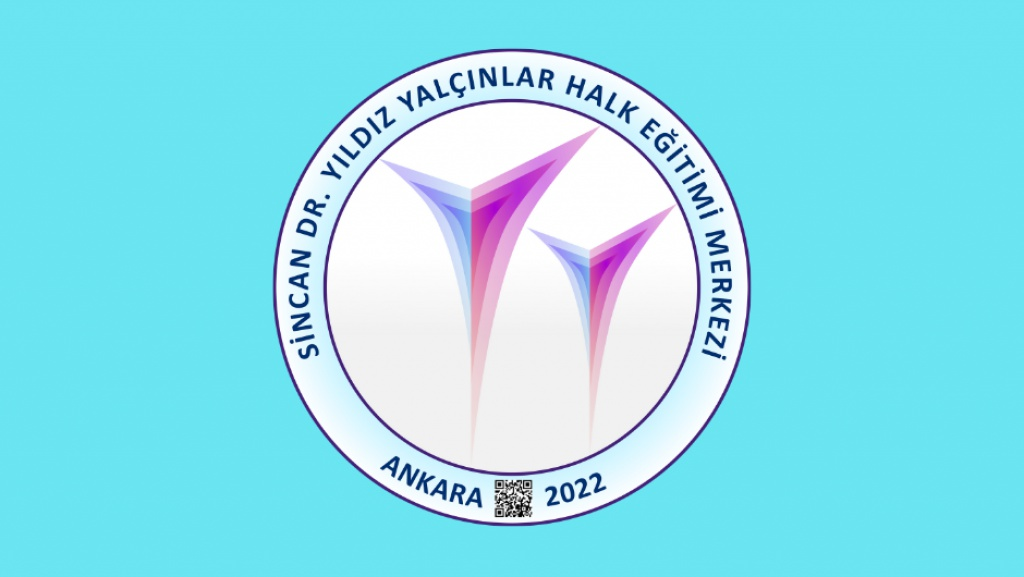 SİNCAN DR. YILDIZ YALÇINLAR HALK EĞİTİMİ MERKEZİ
ANKARA 2022